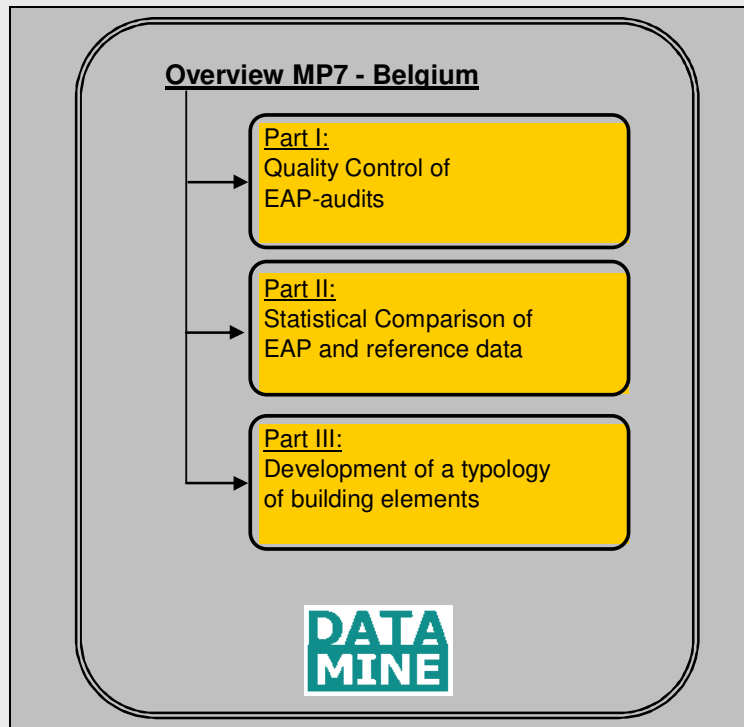 Overview MP7 - Belgium
Part I:
Quality Control of
EAP-audits
Part II:
Statistical Comparison of
EAP and reference data
Part III:
Development of a typology
of building elements
DATA
MINE